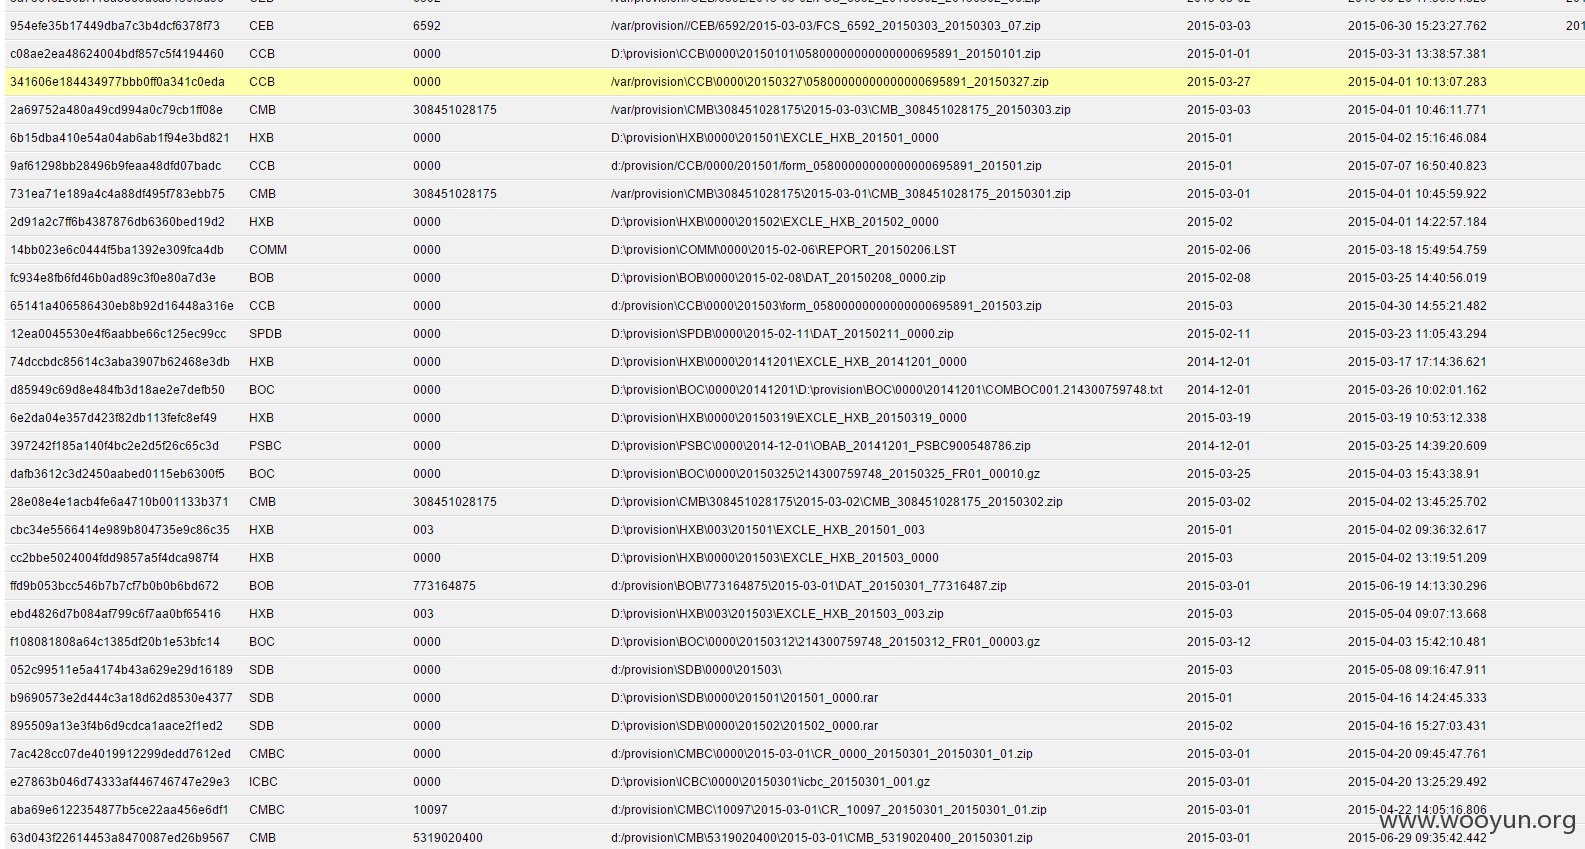 954efe35b17449dba7c3b4dcf6378f73 CEB 6592 /var/provision//CEB/6592/2015-03-03/FCS_6592_20150303_20150303_07.zip 2015-03-03 2015-06-30 15:23:27.762 201
c08ae2ea48624004bdf857c5f4194460 CCB 0000 D:\provision\CCB\0000\20150101\05800000000000000695891_20150101.zip 2015-01-01 2015-03-31 13:38:57.381
341606e184434977bbb0ff0a341c0eda CCB 0000 /var/provision\CCB\0000\20150327\05800000000000000695891_20150327.zip 2015-03-27 2015-04-01 10:13:07.283
2a69752a480a49cd994a0c79cb1ff08e CMB 308451028175 /var/provision\CMB\308451028175\2015-03-03\CMB_308451028175_20150303.zip 2015-03-03 2015-04-01 10:46:11.771
6b15dba410e54a04ab6ab1f94e3bd821 HXB 0000 D:\provision\HXB\0000\201501\EXCLE_HXB_201501_0000 2015-01 2015-04-02 15:16:46.084
9af61298bb28496b9feaa48dfd07badc CCB 0000 d:/provision/CCB/0000/201501/form_05800000000000000695891_201501.zip 2015-01 2015-07-07 16:50:40.823
731ea71e189a4c4a88df495f783ebb75 CMB 308451028175 /var/provision\CMB\308451028175\2015-03-01\CMB_308451028175_20150301.zip 2015-03-01 2015-04-01 10:45:59.922
2d91a2c7ff6b4387876db6360bed19d2 HXB 0000 D:\provision\HXB\0000\201502\EXCLE_HXB_201502_0000 2015-02 2015-04-01 14:22:57.184
14bb023e6c0444f5ba1392e309fca4db COMM 0000 D:\provision\COMM\0000\2015-02-06\REPORT_20150206.LST 2015-02-06 2015-03-18 15:49:54.759
fc934e8fb6fd46b0ad89c3f0e80a7d3e BOB 0000 D:\provision\BOB\0000\2015-02-08\DAT_20150208_0000.zip 2015-02-08 2015-03-25 14:40:56.019
65141a406586430eb8b92d16448a316e CCB 0000 d:/provision\CCB\0000\201503\form_05800000000000000695891_201503.zip 2015-03 2015-04-30 14:55:21.482
12ea0045530e4f6aabbe66c125ec99cc SPDB 0000 D:\provision\SPDB\0000\2015-02-11\DAT_20150211_0000.zip 2015-02-11 2015-03-23 11:05:43.294
74dccbdc85614c3aba3907b62468e3db HXB 0000 D:\provision\HXB\0000\20141201\EXCLE_HXB_20141201_0000 2014-12-01 2015-03-17 17:14:36.621
d85949c69d8e484fb3d18ae2e7defb50 BOC 0000 D:\provision\BOC\0000\20141201\D:\provision\BOC\0000\20141201\COMBOC001.214300759748.txt 2014-12-01 2015-03-26 10:02:01.162
6e2da04e357d423f82db113fefc8ef49 HXB 0000 D:\provision\HXB\0000\20150319\EXCLE_HXB_20150319_0000 2015-03-19 2015-03-19 10:53:12.338
397242f185a140f4bc2e2d5f26c65c3d PSBC 0000 D:\provision\PSBC\0000\2014-12-01\OBAB_20141201_PSBC900548786.zip 2014-12-01 2015-03-25 14:39:20.609
dafb3612c3d2450aabed0115eb6300f5 BOC 0000 D:\provision\BOC\0000\20150325\214300759748_20150325_FR01_00010.gz 2015-03-25 2015-04-03 15:43:38.91
28e08e4e1acb4fe6a4710b001133b371 CMB 308451028175 D:\provision\CMB\308451028175\2015-03-02\CMB_308451028175_20150302.zip 2015-03-02 2015-04-02 13:45:25.702
cbc34e5566414e989b804735e9c86c35 HXB 003 D:\provision\HXB\003\201501\EXCLE_HXB_201501_003 2015-01 2015-04-02 09:36:32.617
cc2bbe5024004fdd9857a5f4dca987f4 HXB 0000 D:\provision\HXB\0000\201503\EXCLE_HXB_201503_0000 2015-03 2015-04-02 13:19:51.209
ffd9b053bcc546b7b7cf7b0b0b6bd672 BOB 773164875 d:/provision\BOB\773164875\2015-03-01\DAT_20150301_77316487.zip 2015-03-01 2015-06-19 14:13:30.296
ebd4826d7b084af799c6f7aa0bf65416 HXB 003 D:\provision\HXB\003\201503\EXCLE_HXB_201503_003.zip 2015-03 2015-05-04 09:07:13.668
f108081808a64c1385df20b1e53bfc14 BOC 0000 D:\provision\BOC\0000\20150312\214300759748_20150312_FR01_00003.gz 2015-03-12 2015-04-03 15:42:10.481
052c99511e5a4174b43a629e29d16189 SDB 0000 d:/provision\SDB\0000\201503\ 2015-03 2015-05-08 09:16:47.911
b9690573e2d444c3a18d62d8530e4377 SDB 0000 D:\provision\SDB\0000\201501\201501_0000.rar 2015-01 2015-04-16 14:24:45.333
895509a13e3f4b6d9cdca1aace2f1ed2 SDB 0000 D:\provision\SDB\0000\201502\201502_0000.rar 2015-02 2015-04-16 15:27:03.431
7ac428cc07de4019912299dedd7612ed CMBC 0000 d:/provision\CMBC\0000\2015-03-01\CR_0000_20150301_20150301_01.zip 2015-03-01 2015-04-20 09:45:47.761
e27863b046d74333af446746747e29e3 ICBC 0000 D:\provision\ICBC\0000\20150301\icbc_20150301_001.gz 2015-03-01 2015-04-20 13:25:29.492
aba69e6122354877b5ce22aa456e6df1 CMBC 10097 d:/provision\CMBC\10097\2015-03-01\CR_10097_20150301_20150301_01.zip 2015-03-01 2015-04-22 14:05:16.806
www.wooyun.org
63d043f22614453a8470087ed26b9567 CMB 5319020400 d:/provision\CMB\5319020400\2015-03-01\CMB_5319020400_20150301.zip 2015-03-01 2015-06-29 09:35:42.442